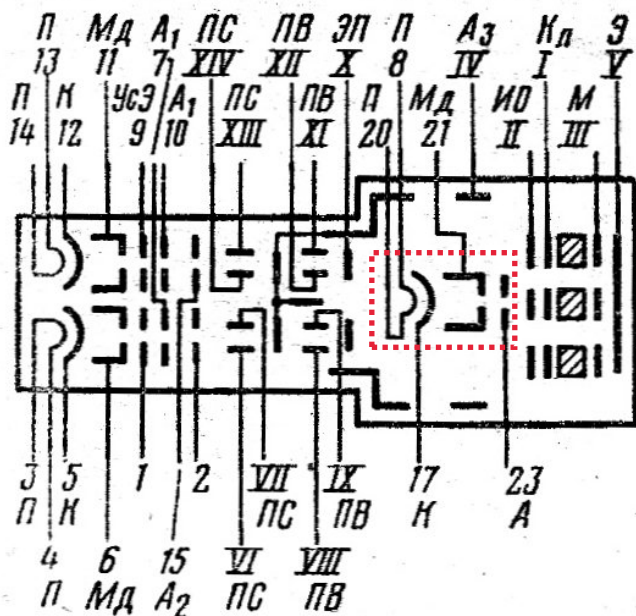 П Мд А₁ ПС ПВ ЭП П А₃ Кл Э
13 11 7 XIV XII X 8 IV I V
П К УсЭ А₁ ПС ПВ П Мд ИО М
14 12 9 10 XIII XI 20 21 II III
3 5 1 2 VII IX 17 23
П К ПС ПВ К А
4 6 15 VI VIII
П Мд А₂ ПС ПВ